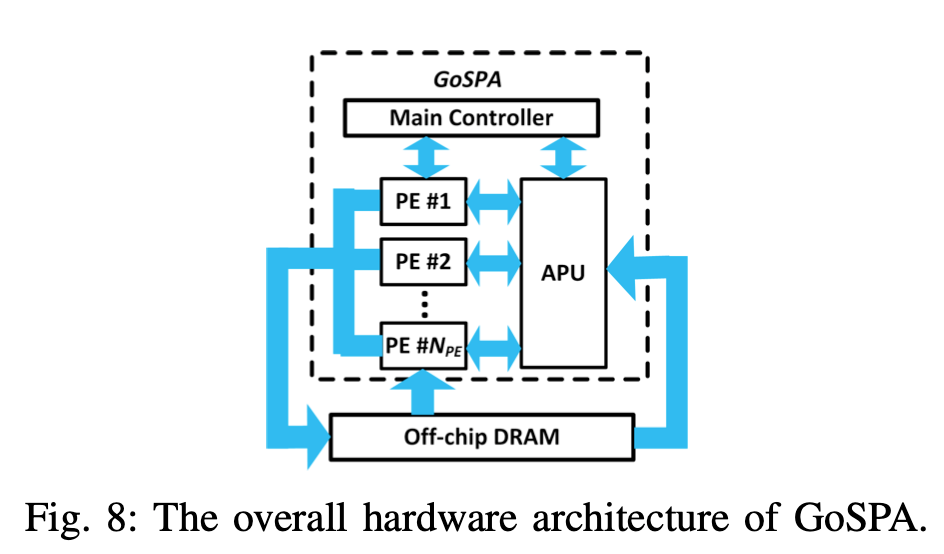 GoSPA
Main Controller
PE #1
PE #2
APU
PE #NPE
Off-chip DRAM
Fig. 8: The overall hardware architecture of GoSPA.